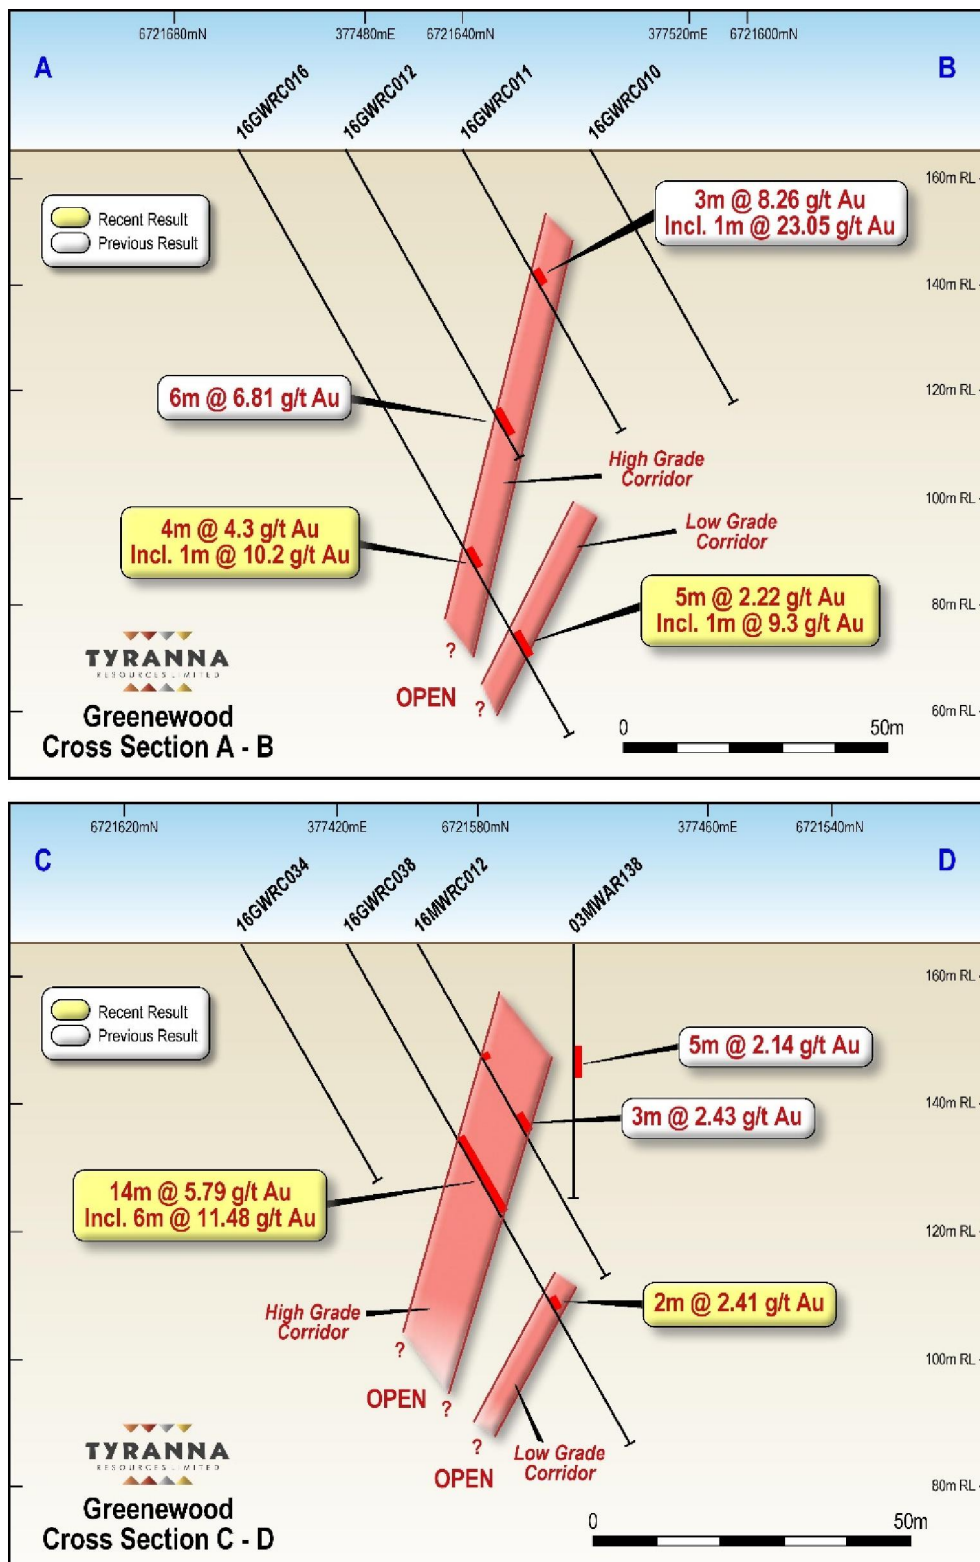 6721680mN
377480mE
6721640mN
377520mE
6721600mN
A
B
16GWRC016
16GWRC012
16GWRC011
16GWRC010
160m RL
Recent Result
Previous Result
3m @ 8.26 g/t Au
Incl. 1m @ 23.05 g/t Au
140m RL
6m @ 6.81 g/t Au
120m RL
High Grade
Corridor
100m RL
4m @ 4.3 g/t Au
Incl. 1m @ 10.2 g/t Au
Low Grade
Corridor
5m @ 2.22 g/t Au
Incl. 1m @ 9.3 g/t Au
80m RL
?
?
OPEN
TYRANNA
RESOURCES LIMITED
Greenewood
Cross Section A - B
60m RL
0
50m
6721620mN
377420mE
6721580mN
377460mE
6721540mN
C
D
16GWRC034
16GWRC038
16MWRC012
03MWAR138
160m RL
Recent Result
Previous Result
5m @ 2.14 g/t Au
140m RL
3m @ 2.43 g/t Au
14m @ 5.79 g/t Au
Incl. 6m @ 11.48 g/t Au
120m RL
2m @ 2.41 g/t Au
High Grade
Corridor
100m RL
?
?
OPEN
?
OPEN
Low Grade
Corridor
80m RL
TYRANNA
RESOURCES LIMITED
Greenewood
Cross Section C - D
0
50m